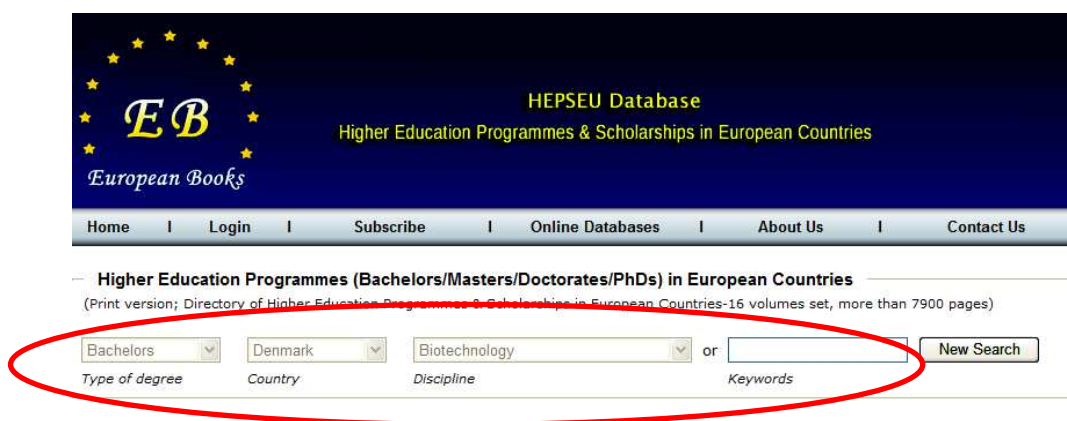 EB
European Books
HEPSEU Database
Higher Education Programmes & Scholarships in European Countries
Home I Login I Subscribe I Online Databases I About Us I Contact Us
Higher Education Programmes (Bachelors/Masters/Doctorates/PhDs) in European Countries
(Print version; Directory of Higher Education Programmes & Scholarships in European Countries-16 volumes set, more than 7900 pages)
Bachelors Denmark Biotechnology or New Search
Type of degree Country Discipline Keywords